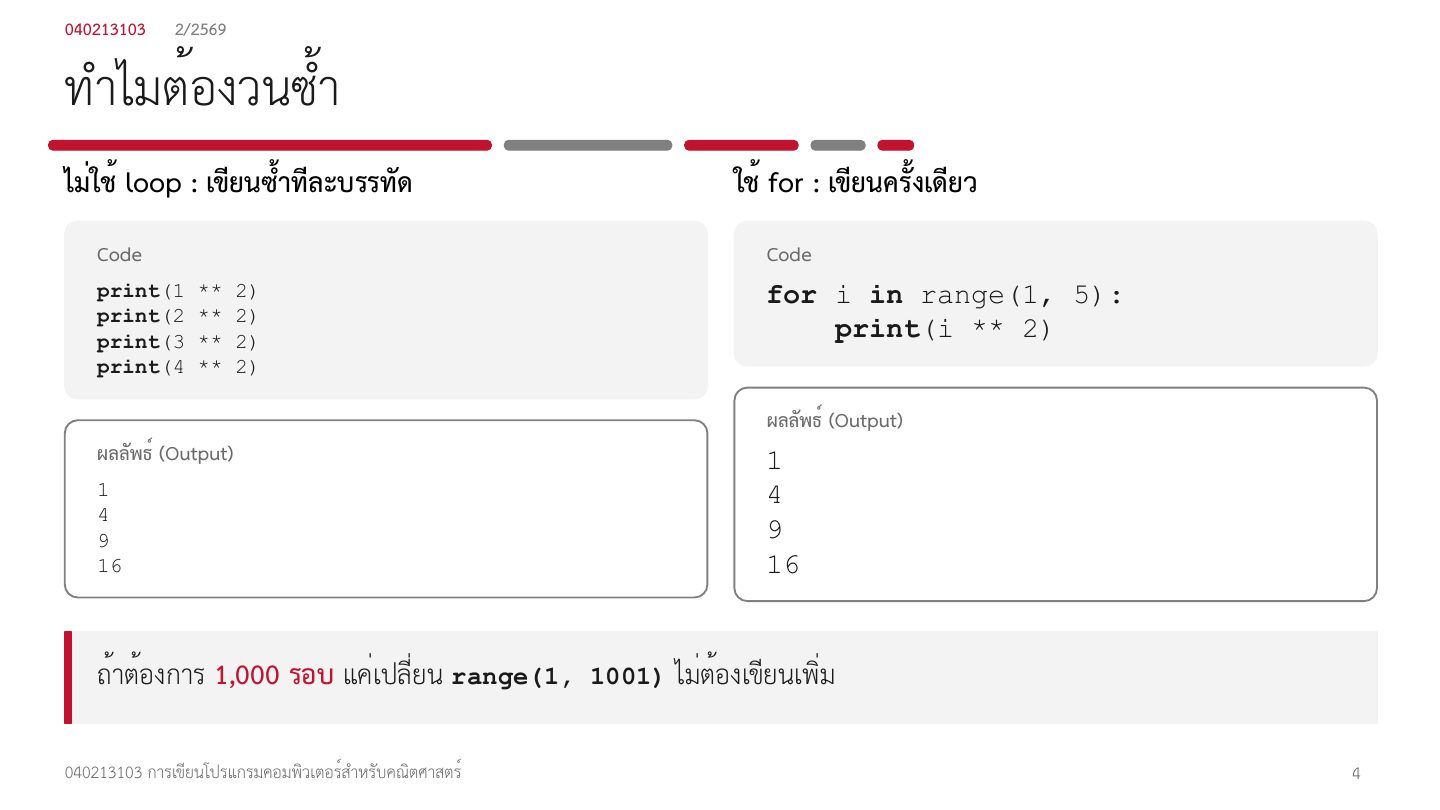 040213103 2/2569
ทำไมต้องวนซ้ำ
ไม่ใช้ loop : เขียนซ้ำทีละบรรทัด
Code
print(1 ** 2)
print(2 ** 2)
print(3 ** 2)
print(4 ** 2)
ผลลัพธ์ (Output)
1
4
9
16
ใช้ for : เขียนครั้งเดียว
Code
for i in range(1, 5):
    print(i ** 2)
ผลลัพธ์ (Output)
1
4
9
16
ถ้าต้องการ 1,000 รอบ แค่เปลี่ยน range(1, 1001) ไม่ต้องเขียนเพิ่ม
040213103 การเขียนโปรแกรมคอมพิวเตอร์สำหรับคณิตศาสตร์ 4